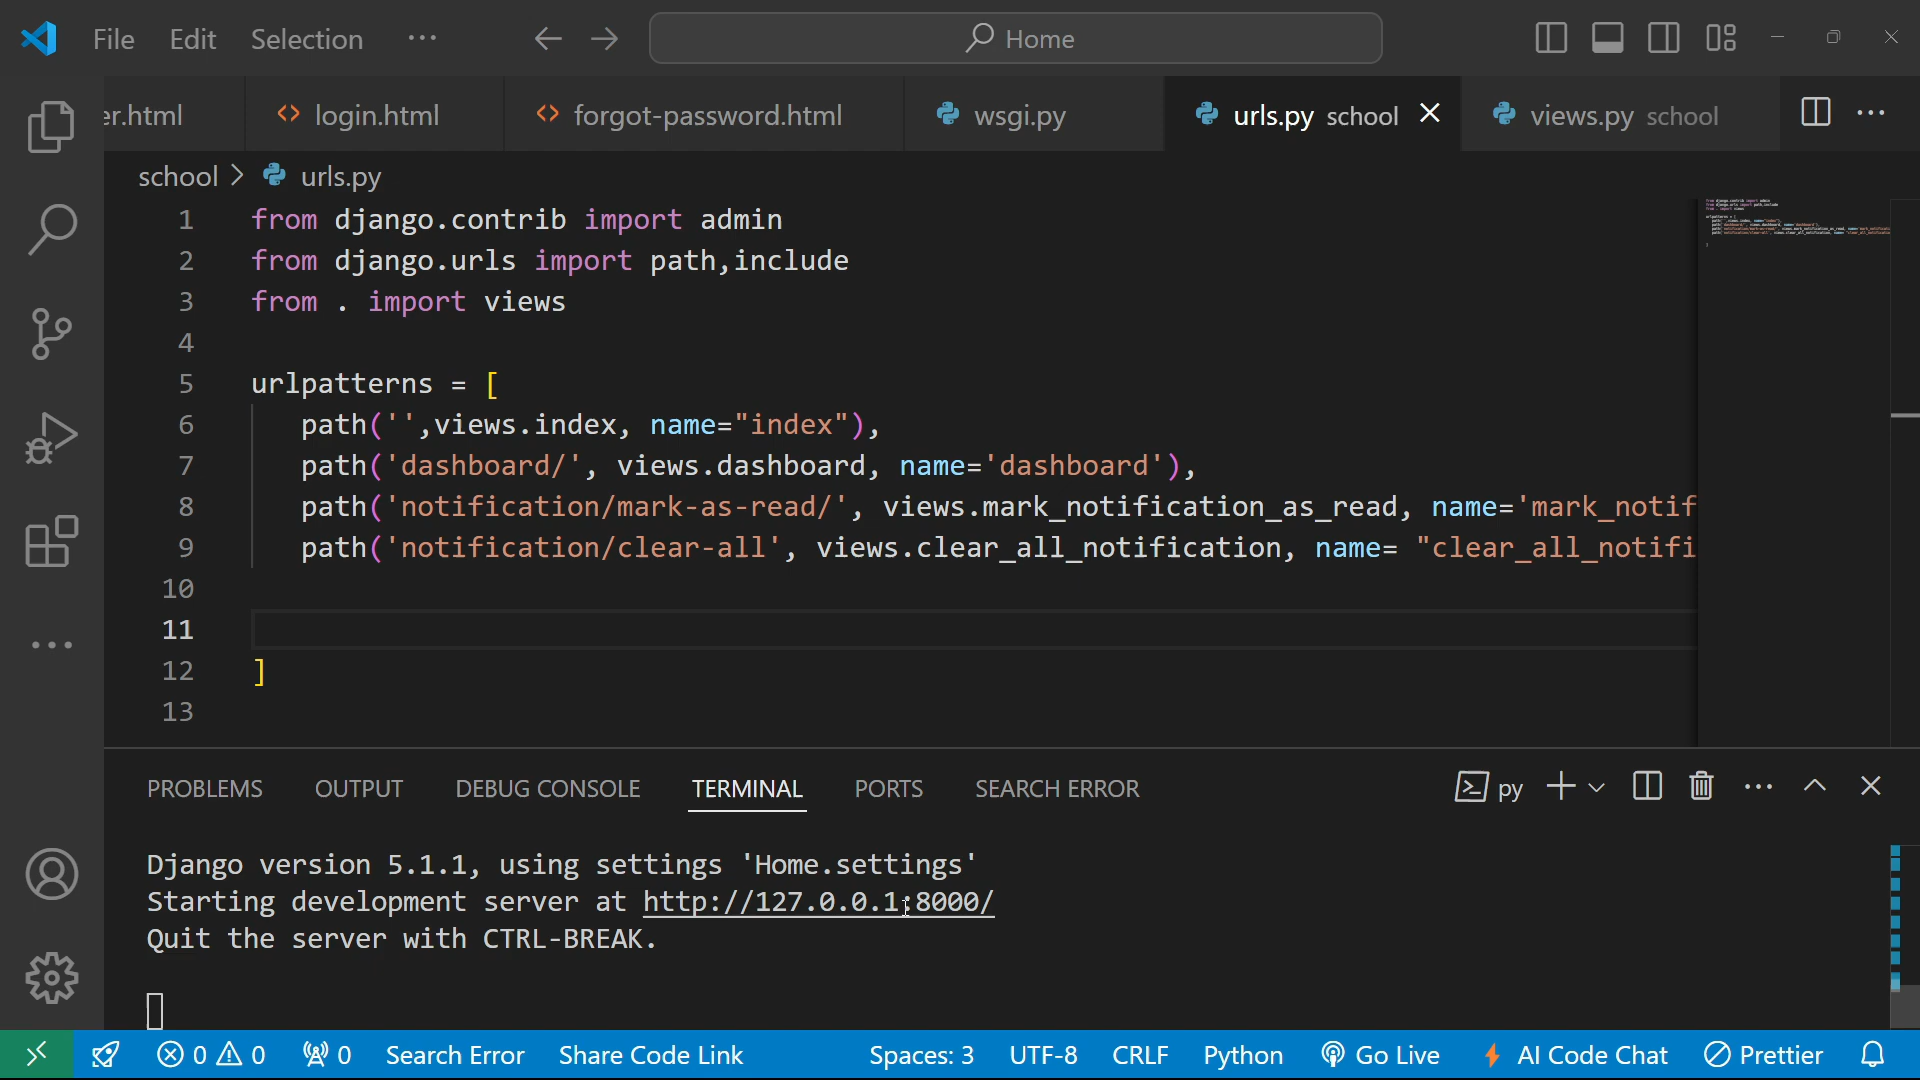 File Edit Selection ··· Home
er.html login.html forgot-password.html wsgi.py urls.py school views.py school
school > urls.py
1 from django.contrib import admin
2 from django.urls import path,include
3 from . import views
4
5 urlpatterns = [
6 path('',views.index, name="index"),
7 path('dashboard/', views.dashboard, name='dashboard'),
8 path('notification/mark-as-read/', views.mark_notification_as_read, name='mark_notif
9 path('notification/clear-all', views.clear_all_notification, name= "clear_all_notifi
10
11
12 ]
13
PROBLEMS OUTPUT DEBUG CONSOLE TERMINAL PORTS SEARCH ERROR py
Django version 5.1.1, using settings 'Home.settings'
Starting development server at http://127.0.0.1:8000/
Quit the server with CTRL-BREAK.
0 0 0 Search Error Share Code Link Spaces: 3 UTF-8 CRLF Python Go Live AI Code Chat Prettier